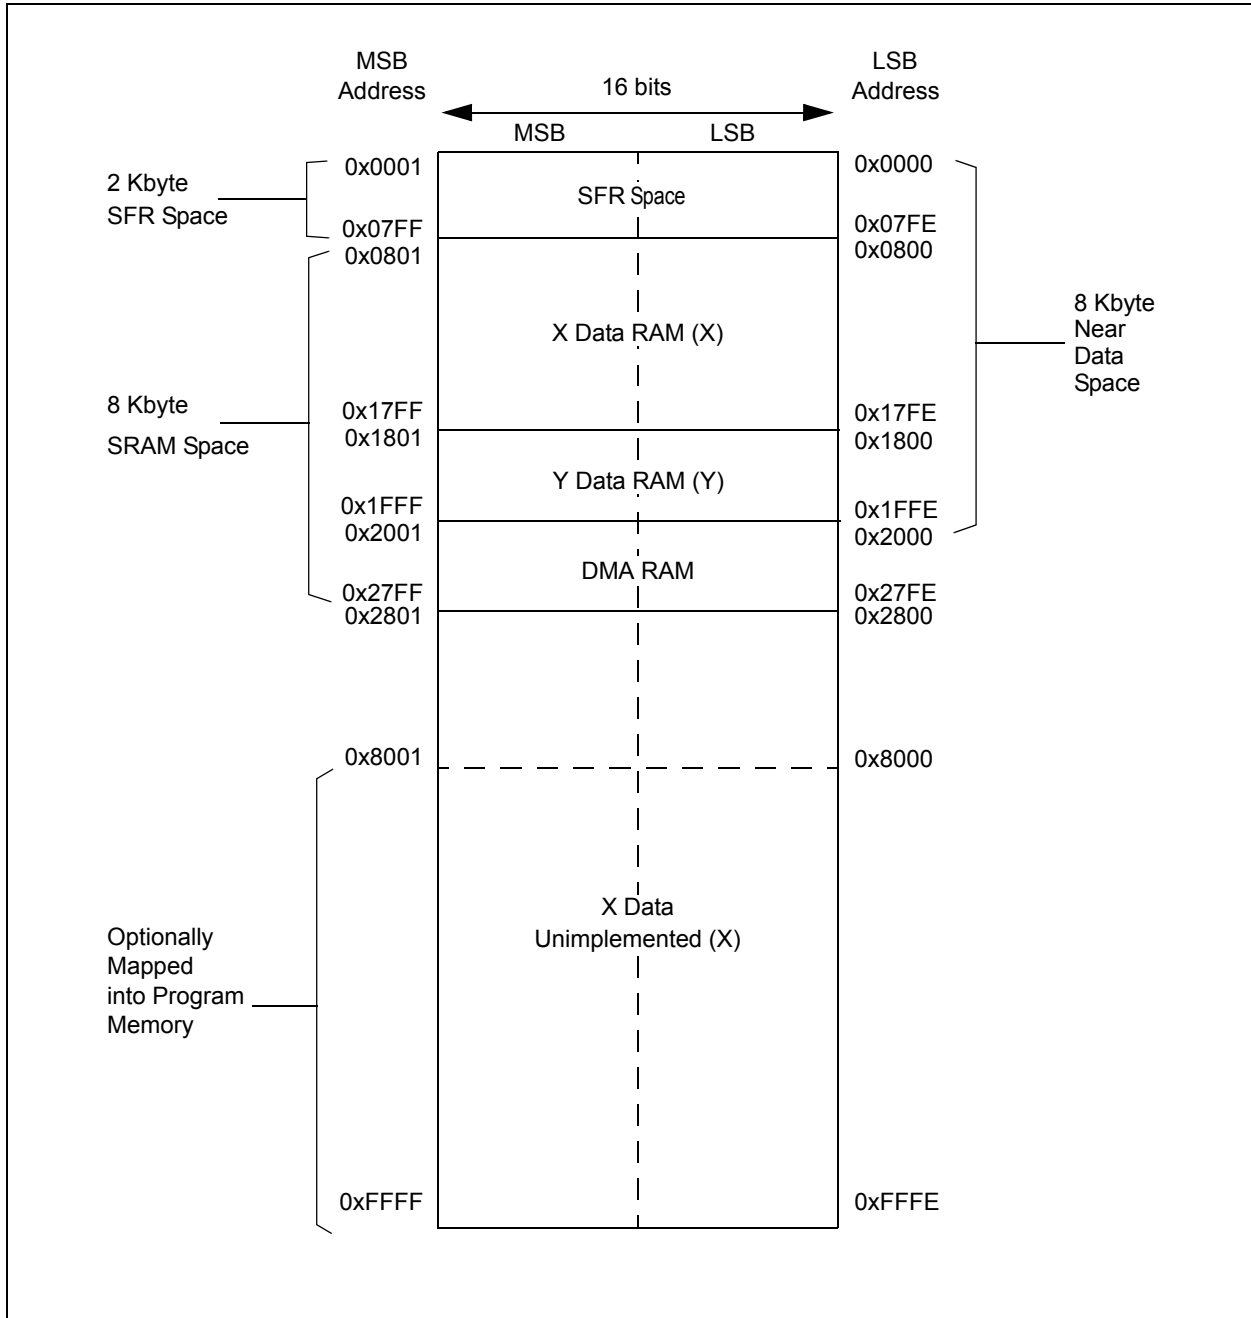 MSB
Address
16 bits
LSB
Address
MSB
LSB
0x0001
0x0000
2 Kbyte
SFR Space
SFR Space
0x07FF
0x07FE
0x0801
0x0800
X Data RAM (X)
8 Kbyte
Near
Data
Space
8 Kbyte
SRAM Space
0x17FF
0x17FE
0x1801
0x1800
Y Data RAM (Y)
0x1FFF
0x1FFE
0x2001
0x2000
DMA RAM
0x27FF
0x27FE
0x2801
0x2800
0x8001
0x8000
X Data
Unimplemented (X)
Optionally
Mapped
into Program
Memory
0xFFFF
0xFFFE